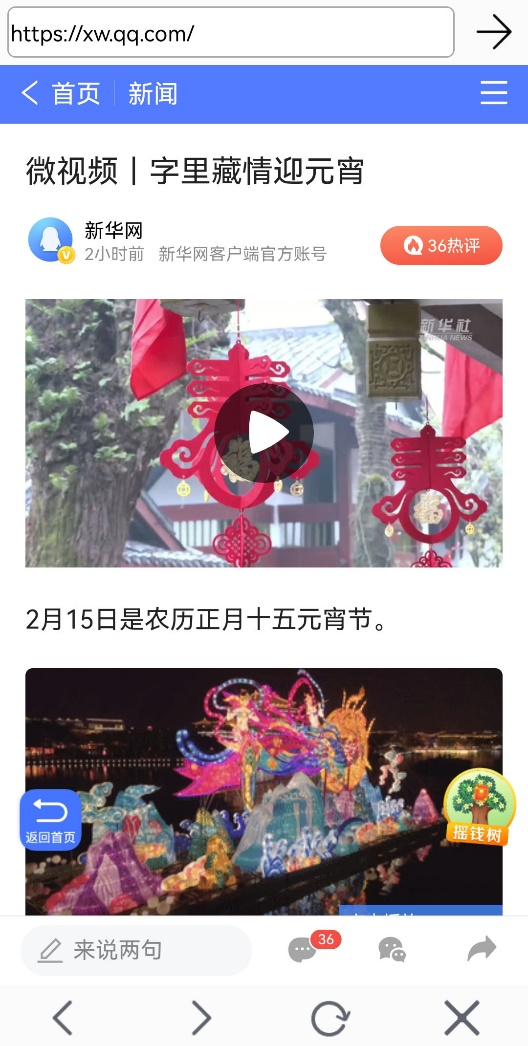 https://xw.qq.com/
首页 新闻
微视频丨字里藏情迎元宵
新华网
2小时前 新华网客户端官方账号
36热评
新华社
XINHUA NEWS
2月15日是农历正月十五元宵节。
返回首页
摇钱树
来说两句
36